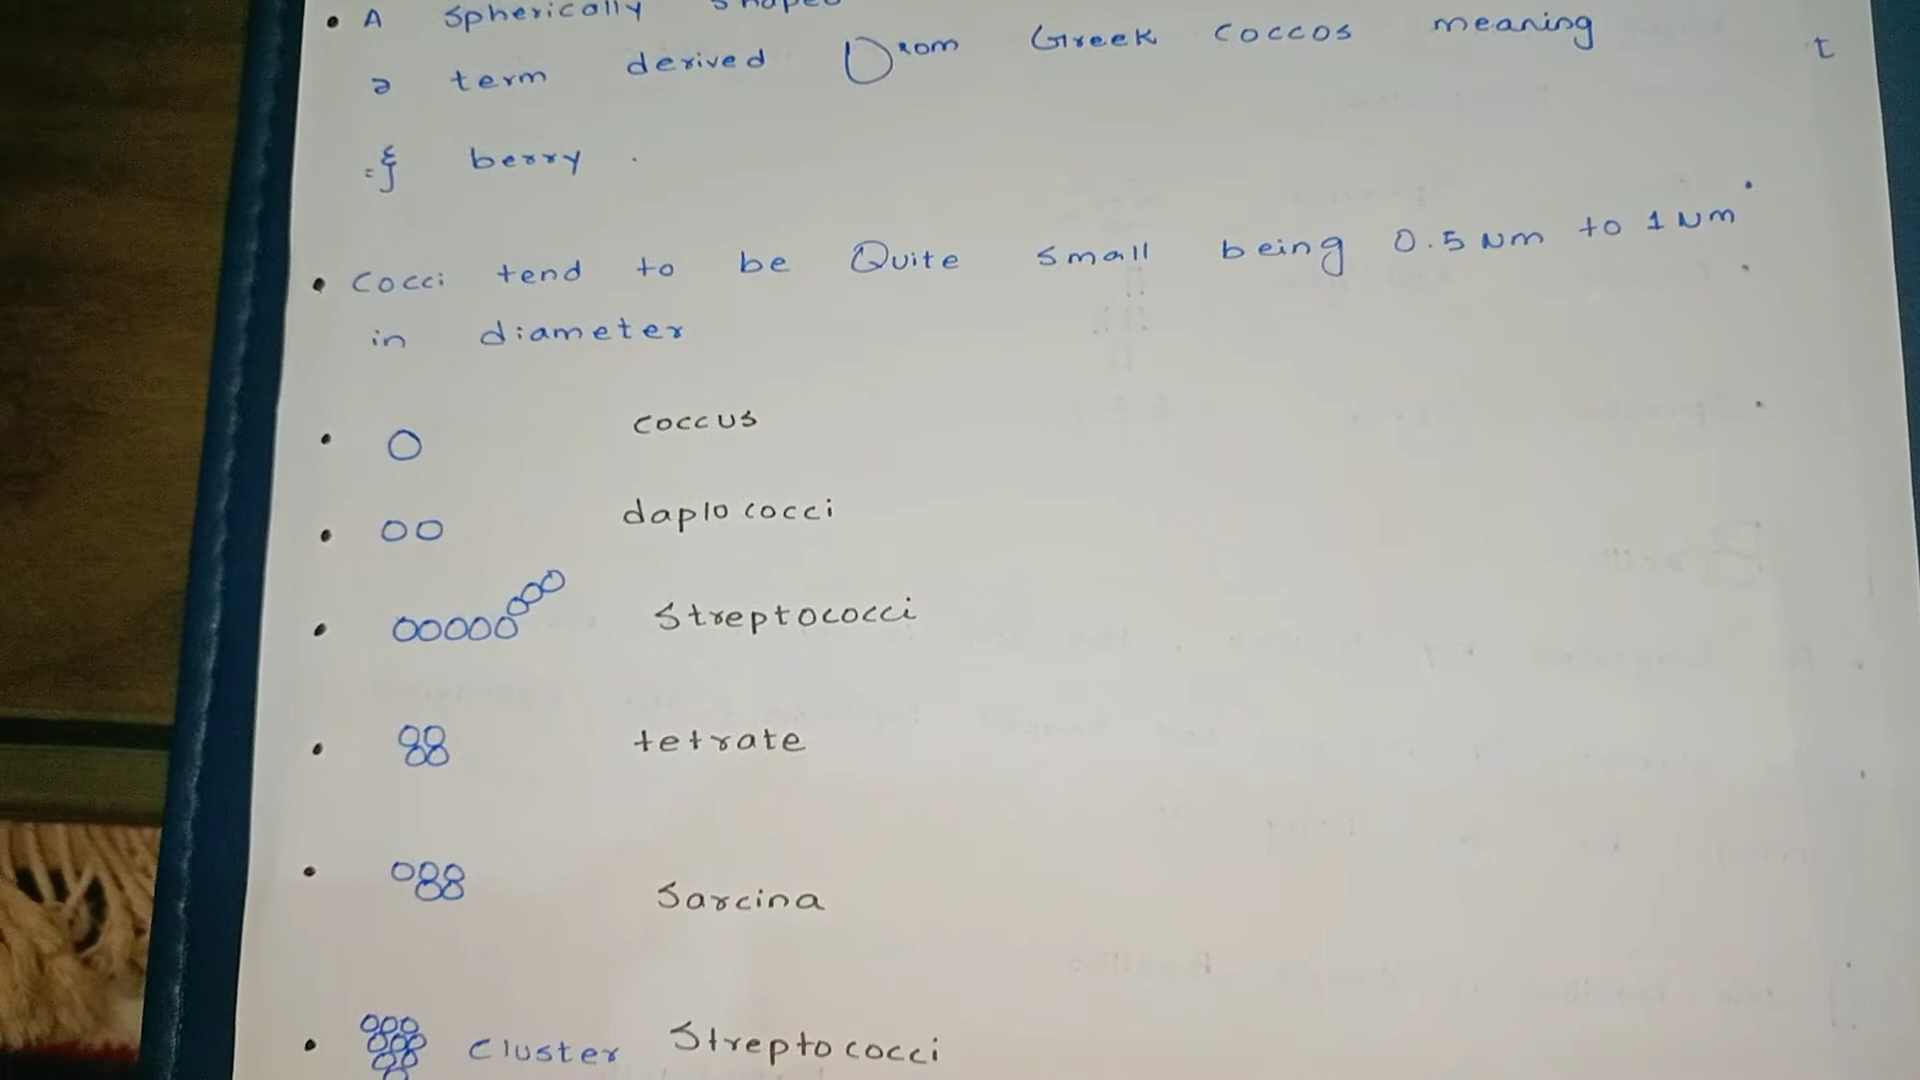 • A spherically shaped
a term derived from Greek coccos meaning
berry.
• Cocci tend to be Quite small being 0.5 Nm to 1 Nm
in diameter
• coccus
• daplo cocci
• Streptococci
• tetrate
• Sarcina
• Cluster Streptococci